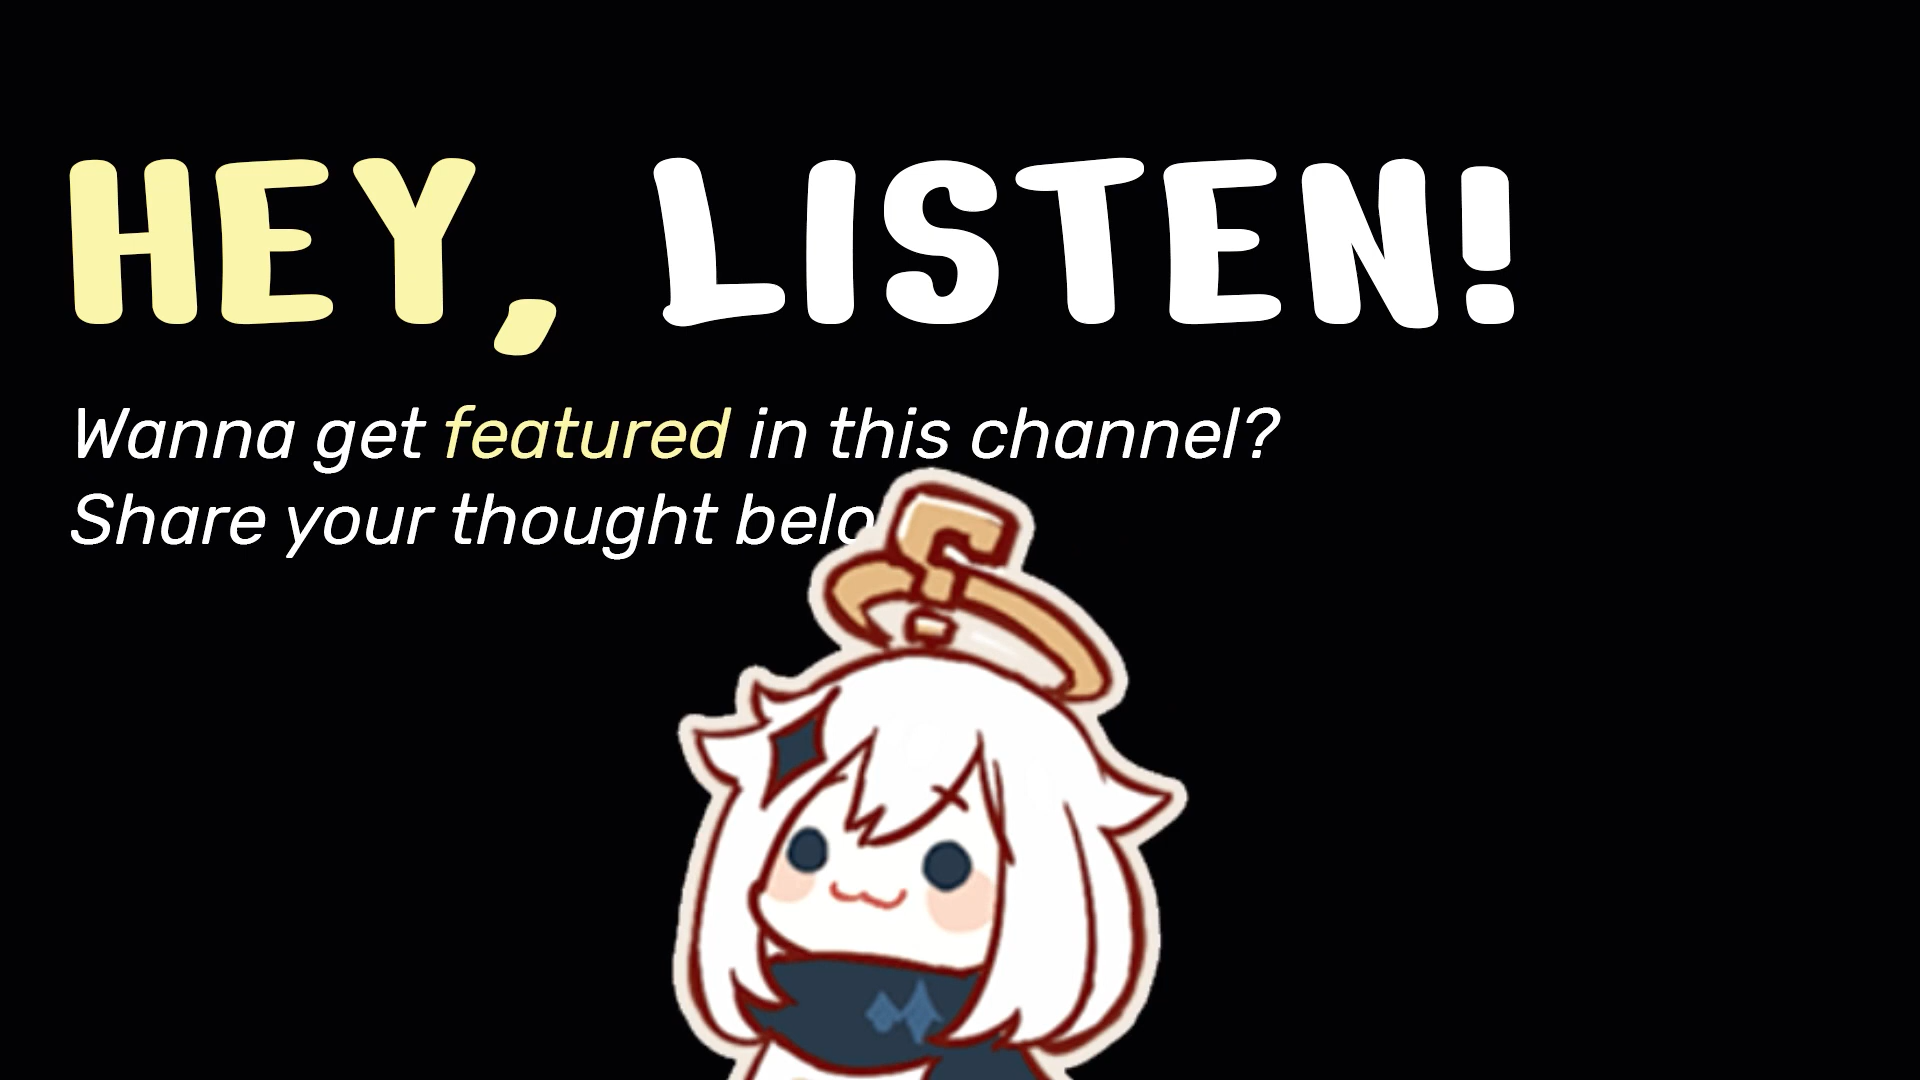 HEY, LISTEN!
Wanna get featured in this channel?
Share your thought belo